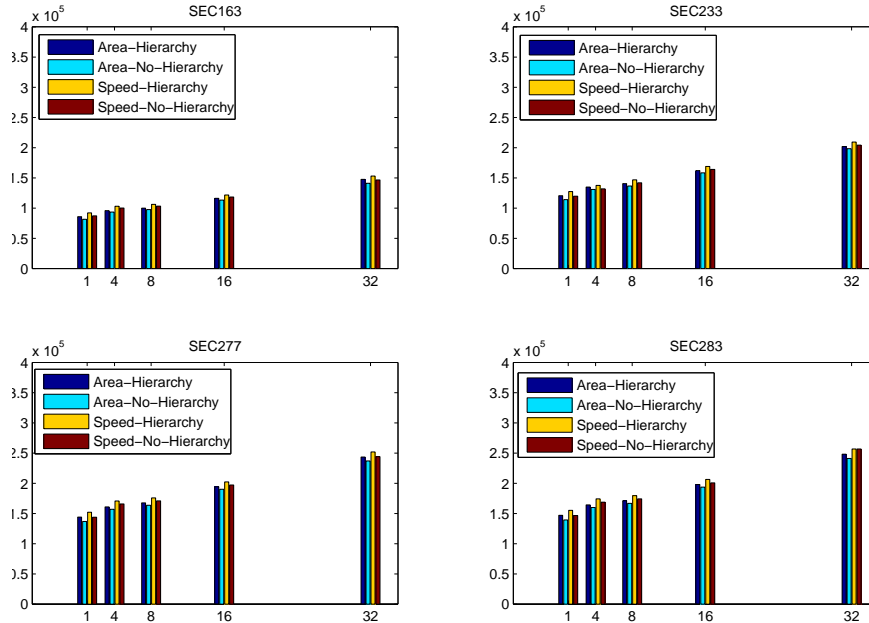 SEC163
x 10^5
4
3.5
3
2.5
2
1.5
1
0.5
0
1 4 8 16 32
Area-Hierarchy
Area-No-Hierarchy
Speed-Hierarchy
Speed-No-Hierarchy
SEC233
x 10^5
4
3.5
3
2.5
2
1.5
1
0.5
0
1 4 8 16 32
Area-Hierarchy
Area-No-Hierarchy
Speed-Hierarchy
Speed-No-Hierarchy
SEC277
x 10^5
4
3.5
3
2.5
2
1.5
1
0.5
0
1 4 8 16 32
Area-Hierarchy
Area-No-Hierarchy
Speed-Hierarchy
Speed-No-Hierarchy
SEC283
x 10^5
4
3.5
3
2.5
2
1.5
1
0.5
0
1 4 8 16 32
Area-Hierarchy
Area-No-Hierarchy
Speed-Hierarchy
Speed-No-Hierarchy